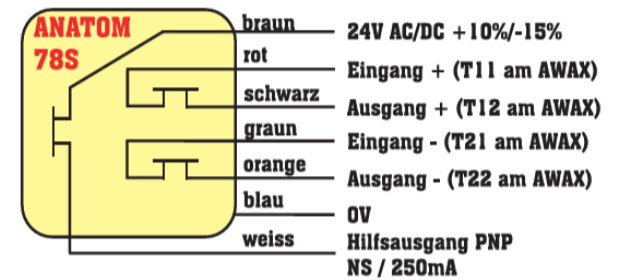 ANATOM
78S
braun 24V AC/DC +10%/-15%
rot Eingang + (T11 am AWAX)
schwarz Ausgang + (T12 am AWAX)
graun Eingang - (T21 am AWAX)
orange Ausgang - (T22 am AWAX)
blau 0V
weiss Hilfsausgang PNP
NS / 250mA